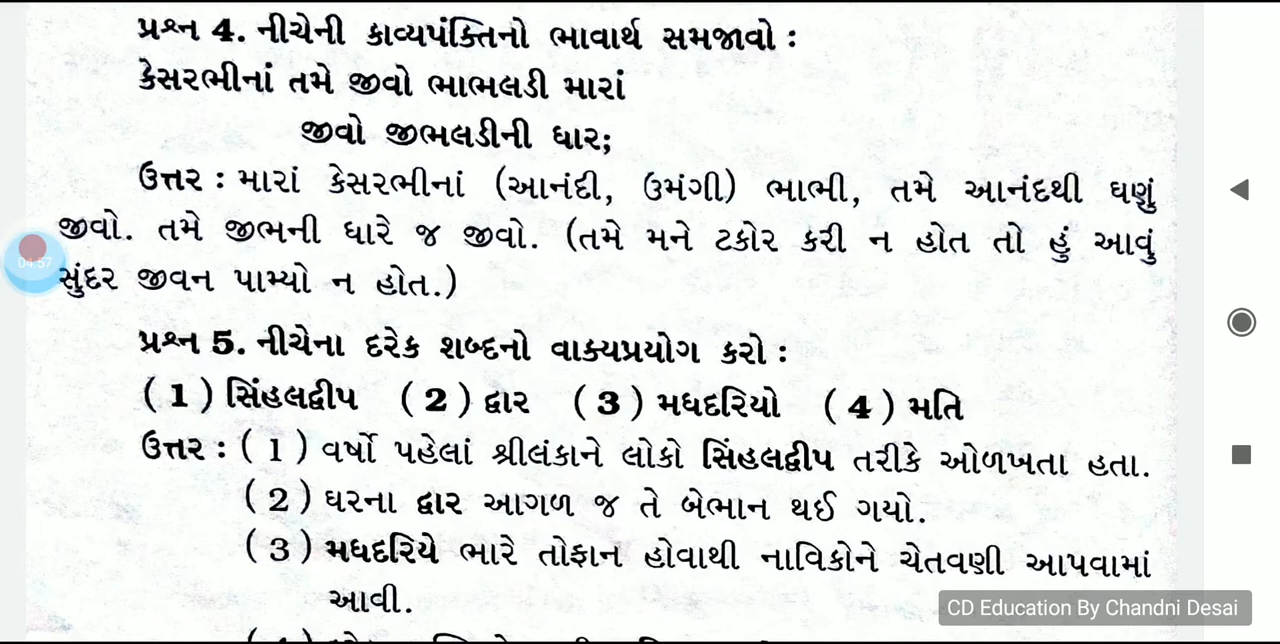 પ્રશ્ન 4. નીચેની કાવ્યપંક્તિનો ભાવાર્થ સમજાવો :
કેસરભીનાં તમે જીવો ભાભલડી મારાં
જીવો જીભલડીની ધાર;
ઉત્તર : મારાં કેસરભીનાં (આનંદી, ઉમંગી) ભાભી, તમે આનંદથી ઘણું
જીવો. તમે જીભની ધારે જ જીવો. (તમે મને ટકોર કરી ન હોત તો હું આવું
04:57
સુંદર જીવન પામ્યો ન હોત.)
પ્રશ્ન 5. નીચેના દરેક શબ્દનો વાક્યપ્રયોગ કરો :
( 1 ) સિંહલદ્વીપ ( 2 ) દ્વાર ( 3 ) મધદરિયો ( 4 ) મતિ
ઉત્તર : ( 1 ) વર્ષો પહેલાં શ્રીલંકાને લોકો સિંહલદ્વીપ તરીકે ઓળખતા હતા.
( 2 ) ઘરના દ્વાર આગળ જ તે બેભાન થઈ ગયો.
( 3 ) મધદરિયે ભારે તોફાન હોવાથી નાવિકોને ચેતવણી આપવામાં
આવી.
CD Education By Chandni Desai